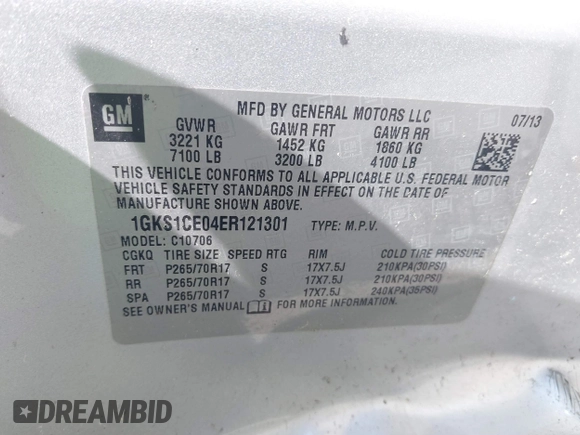 GM
MFD BY GENERAL MOTORS LLC 07/13
GVWR GAWR FRT GAWR RR
3221 KG 1452 KG 1860 KG
7100 LB 3200 LB 4100 LB
THIS VEHICLE CONFORMS TO ALL APPLICABLE U.S. FEDERAL MOTOR
VEHICLE SAFETY STANDARDS IN EFFECT ON THE DATE OF
MANUFACTURE SHOWN ABOVE
1GKS1CE04ER121301 TYPE: M.P.V.
MODEL: C10706
CGKQ TIRE SIZE SPEED RTG RIM COLD TIRE PRESSURE
FRT P265/70R17 S 17X7.5J 210KPA(30PSI)
RR P265/70R17 S 17X7.5J 210KPA(30PSI)
SPA P265/70R17 S 17X7.5J 240KPA(35PSI)
SEE OWNER'S MANUAL FOR MORE INFORMATION.
DREAMBID